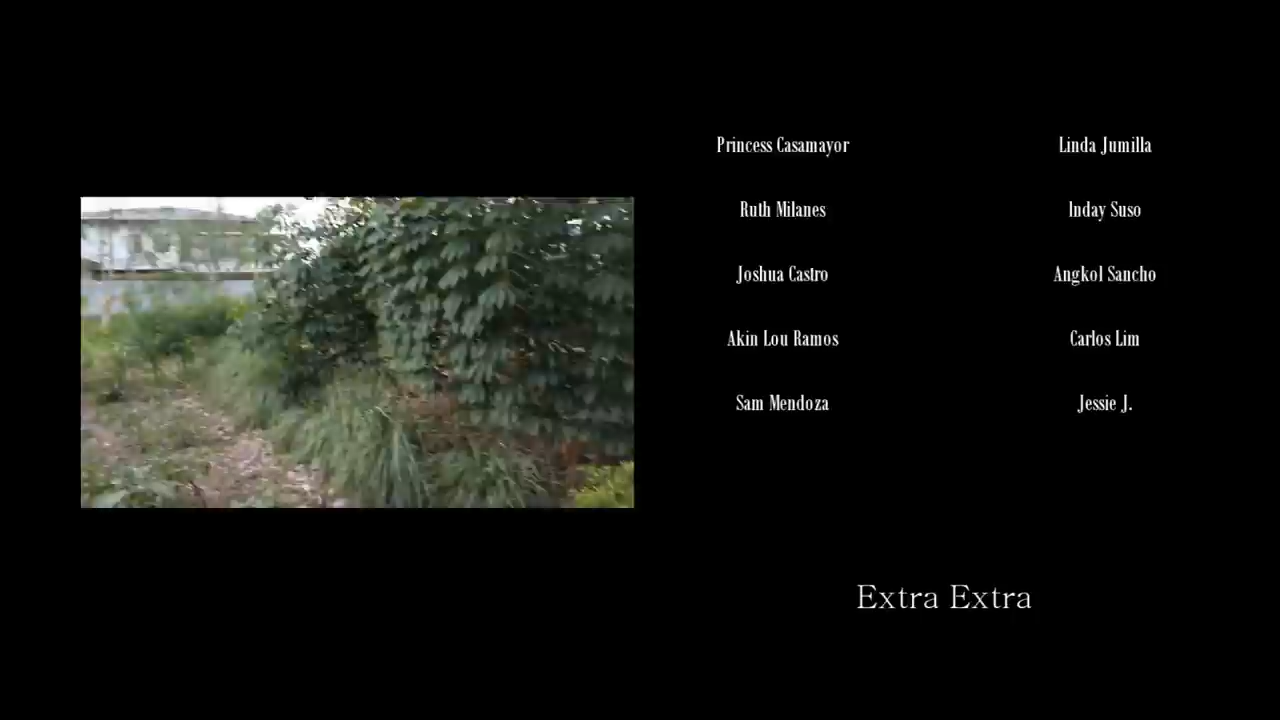 Princess Casamayor Linda Jumilla
Ruth Milanes Inday Suso
Joshua Castro Angkol Sancho
Akin Lou Ramos Carlos Lim
Sam Mendoza Jessie J.
Extra Extra